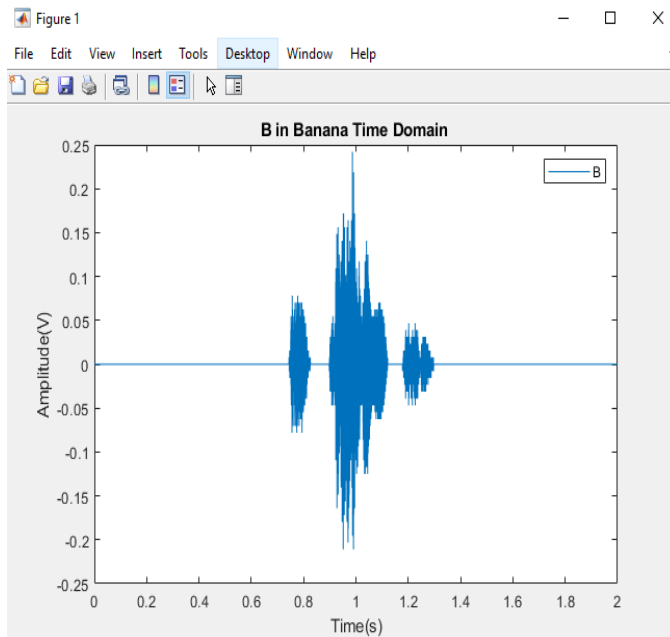 Figure 1
File Edit View Insert Tools Desktop Window Help
B in Banana Time Domain
B
Amplitude(V)
0.25
0.2
0.15
0.1
0.05
0
-0.05
-0.1
-0.15
-0.2
-0.25
0 0.2 0.4 0.6 0.8 1 1.2 1.4 1.6 1.8 2
Time(s)